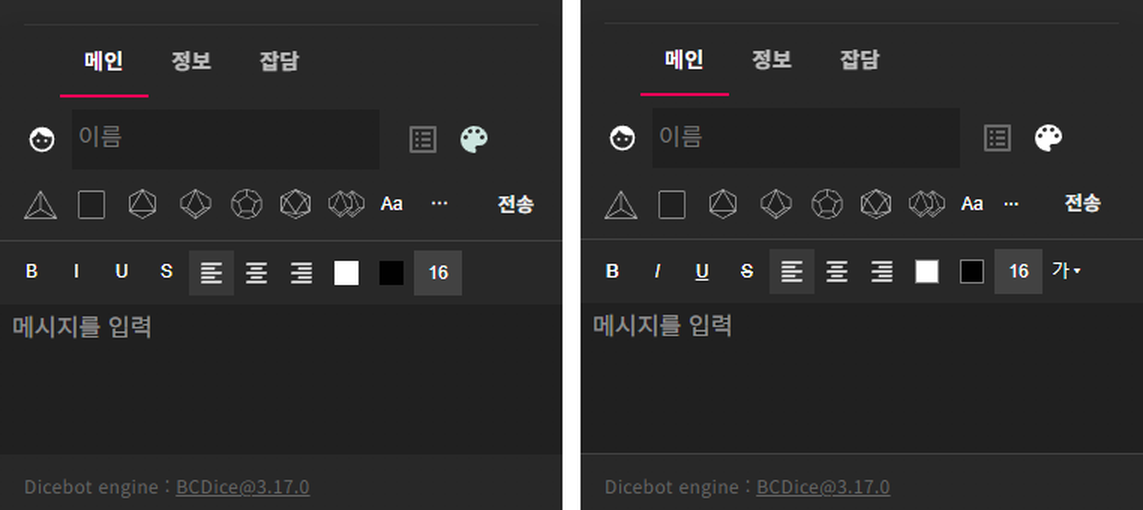 메인 정보 잡담
이름
Aa ··· 전송
B I U S 16
메시지를 입력
Dicebot engine : BCDice@3.17.0
메인 정보 잡담
이름
Aa ··· 전송
B I U S 16 가
메시지를 입력
Dicebot engine : BCDice@3.17.0